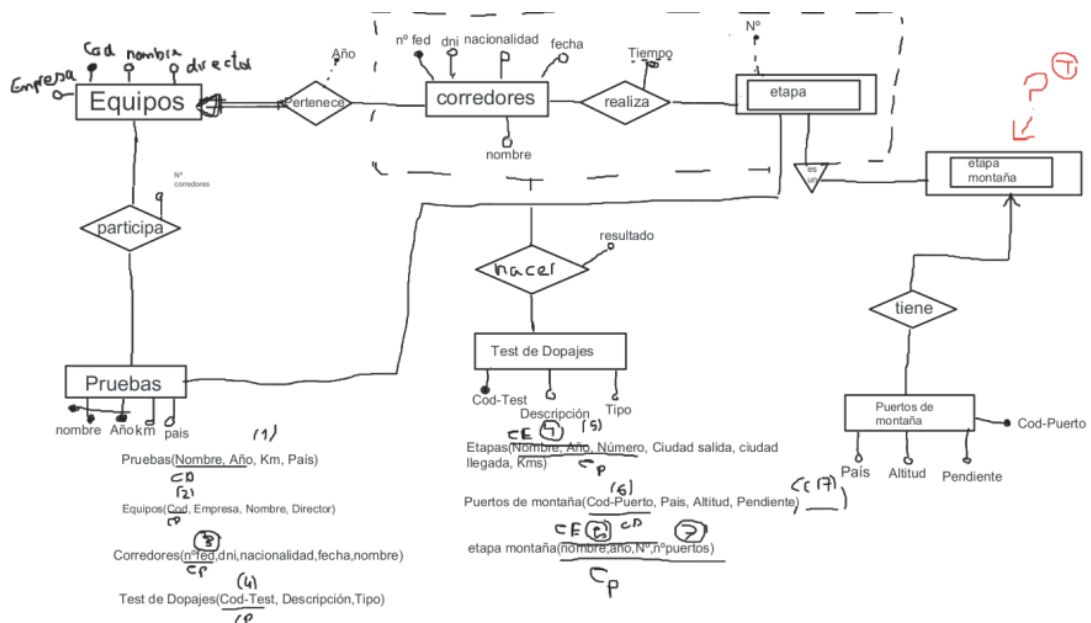 Empresa
Cod
nombre
director
Equipos
Año
Pertenece
nº fed
dni
nacionalidad
fecha
corredores
nombre
Tiempo
realiza
Nº
etapa
es un
etapa
montaña
Nº
corredores
participa
hacer
resultado
tiene
Test de Dopajes
Cod-Test
Descripción
Tipo
Pruebas
nombre
Año
km
pais
Puertos de
montaña
Cod-Puerto
País
Altitud
Pendiente
(1)
Pruebas(Nombre, Año, Km, País)
CP
(2)
Equipos(Cod, Empresa, Nombre, Director)
CP
3
Corredores(nºfed,dni,nacionalidad,fecha,nombre)
CP
(4)
Test de Dopajes(Cod-Test, Descripción,Tipo)
CP
CE (5)
Etapas(Nombre, Año, Número, Ciudad salida, ciudad
llegada, Kms)
CP
(6)
Puertos de montaña(Cod-Puerto, Pais, Altitud, Pendiente)
CP
CE 7
etapa montaña(nombre,año,Nº,nºpuertos)
CP